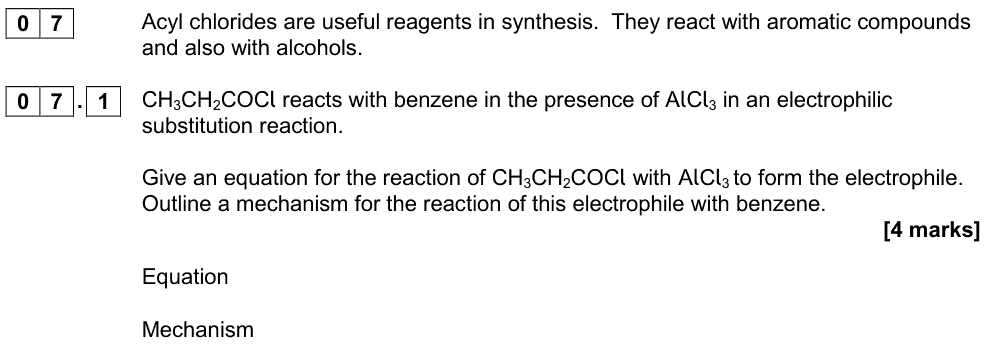 0 7 Acyl chlorides are useful reagents in synthesis. They react with aromatic compounds
and also with alcohols.
0 7 . 1 CH₃CH₂COCl reacts with benzene in the presence of AlCl₃ in an electrophilic
substitution reaction.
Give an equation for the reaction of CH₃CH₂COCl with AlCl₃ to form the electrophile.
Outline a mechanism for the reaction of this electrophile with benzene.
[4 marks]
Equation
Mechanism